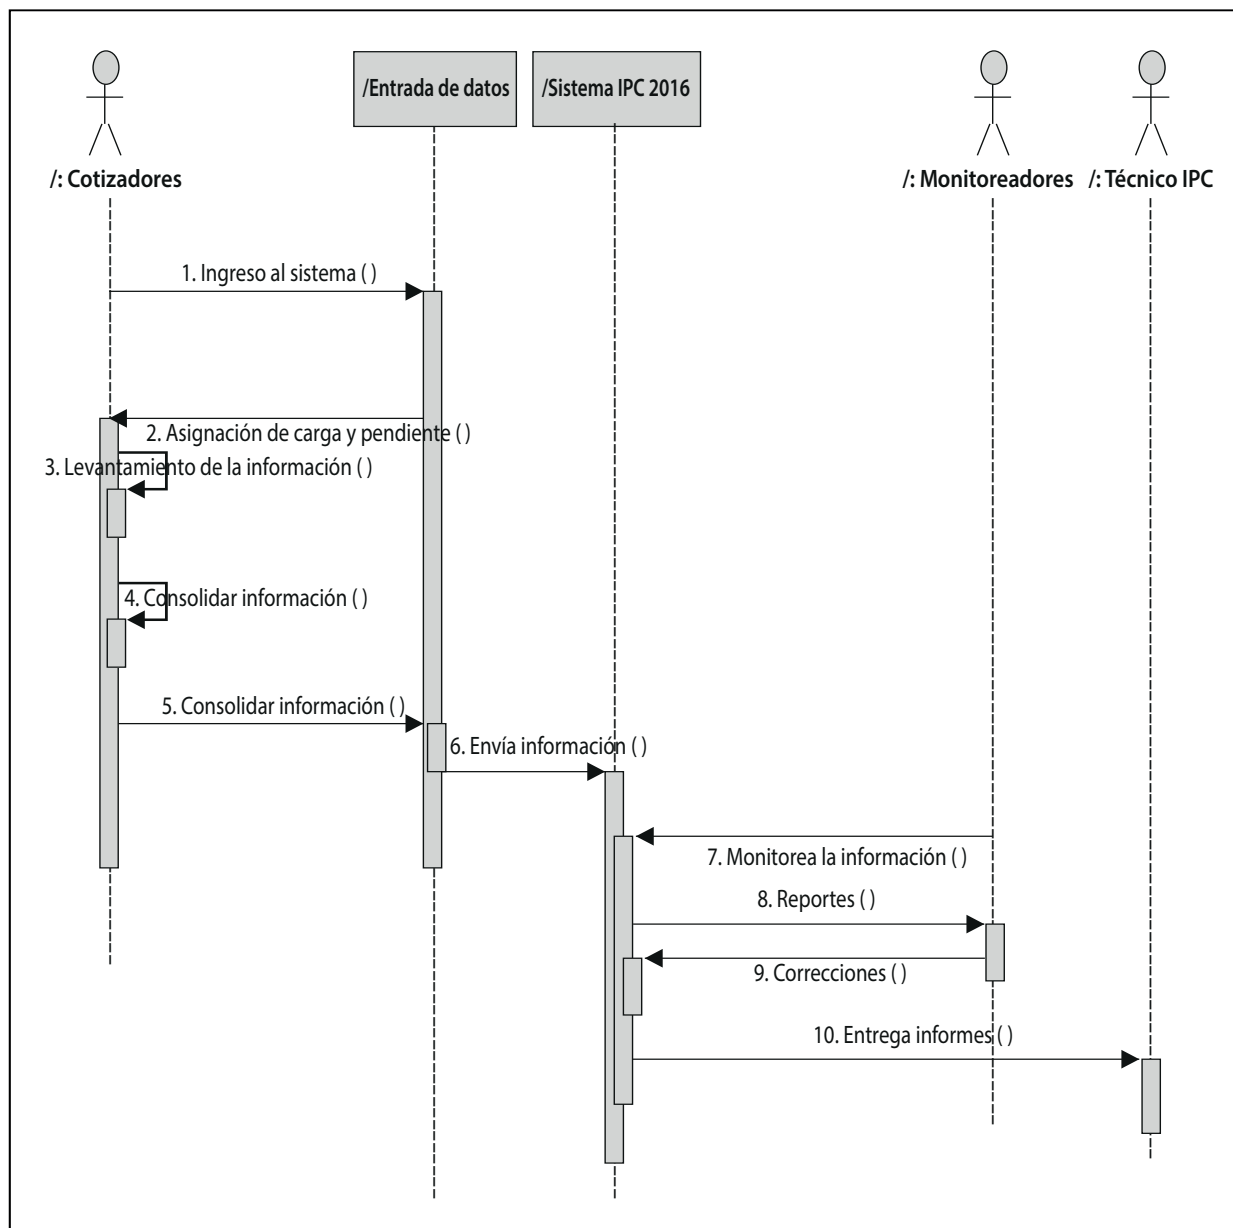 /Entrada de datos
/Sistema IPC 2016
/: Cotizadores
/: Monitoreadores
/: Técnico IPC
1. Ingreso al sistema ( )
2. Asignación de carga y pendiente ( )
3. Levantamiento de la información ( )
4. Consolidar información ( )
5. Consolidar información ( )
6. Envía información ( )
7. Monitorea la información ( )
8. Reportes ( )
9. Correcciones ( )
10. Entrega informes ( )